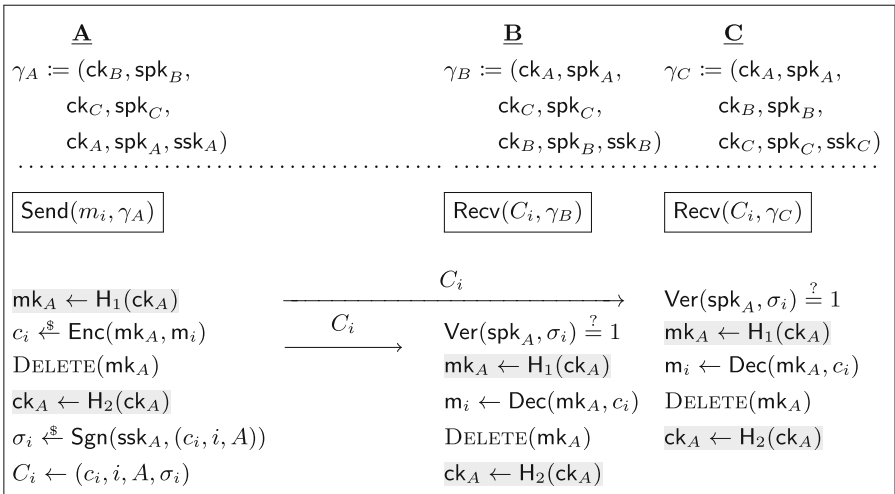 A B C
γ_A := (ck_B, spk_B, γ_B := (ck_A, spk_A, γ_C := (ck_A, spk_A,
ck_C, spk_C, ck_C, spk_C, ck_B, spk_B,
ck_A, spk_A, ssk_A) ck_B, spk_B, ssk_B) ck_C, spk_C, ssk_C)
Send(m_i, γ_A) Recv(C_i, γ_B) Recv(C_i, γ_C)
C_i
mk_A ← H_1(ck_A) Ver(spk_A, σ_i) ≟ 1
c_i ←$ Enc(mk_A, m_i) C_i Ver(spk_A, σ_i) ≟ 1 mk_A ← H_1(ck_A)
DELETE(mk_A) mk_A ← H_1(ck_A) m_i ← Dec(mk_A, c_i)
ck_A ← H_2(ck_A) m_i ← Dec(mk_A, c_i) DELETE(mk_A)
σ_i ←$ Sgn(ssk_A, (c_i, i, A)) DELETE(mk_A) ck_A ← H_2(ck_A)
C_i ← (c_i, i, A, σ_i) ck_A ← H_2(ck_A)